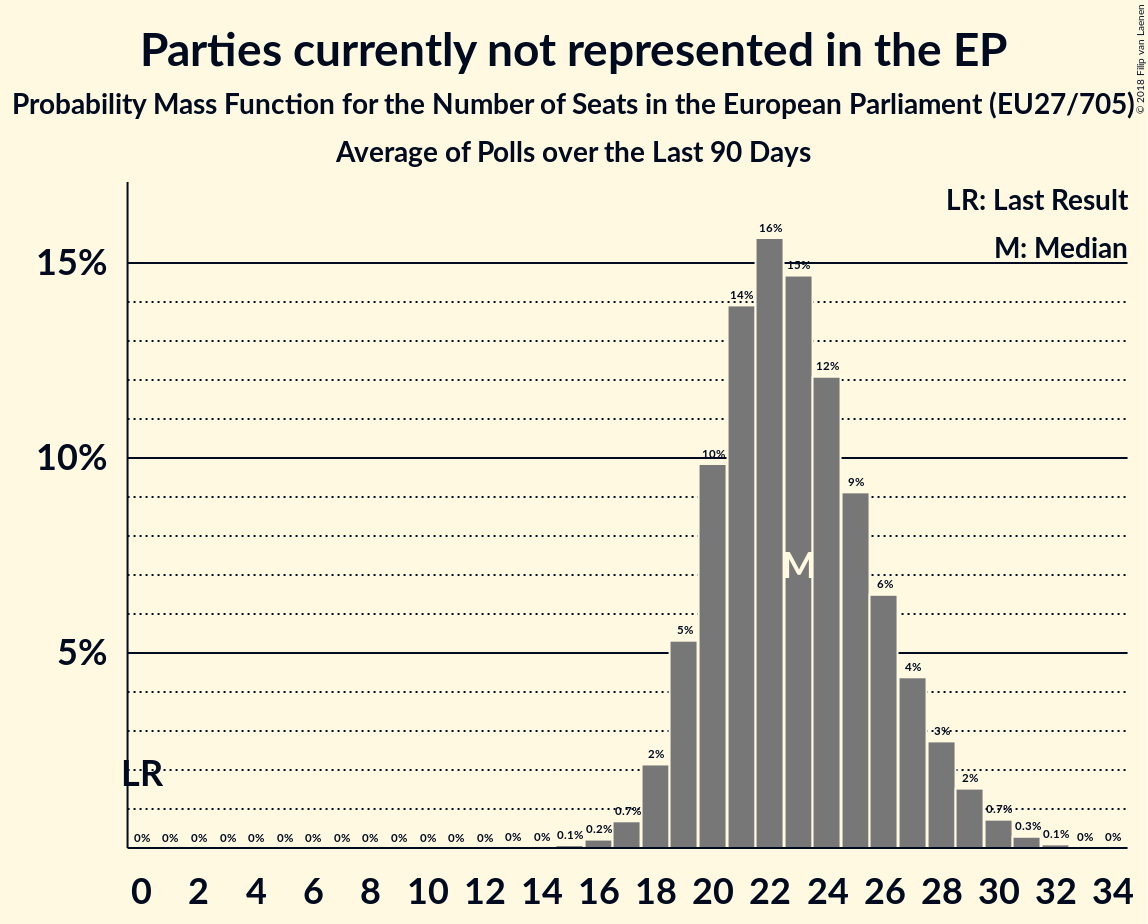 Parties currently not represented in the EP
Probability Mass Function for the Number of Seats in the European Parliament (EU27/705)
Average of Polls over the Last 90 Days
© 2018 Filip van Laenen
LR: Last Result
M: Median
15%
10%
5%
LR
M
0% 0% 0% 0% 0% 0% 0% 0% 0% 0% 0% 0% 0% 0% 0% 0.1% 0.2% 0.7% 2% 5% 10% 14% 16% 15% 12% 9% 6% 4% 3% 2% 0.7% 0.3% 0.1% 0% 0%
0 2 4 6 8 10 12 14 16 18 20 22 24 26 28 30 32 34